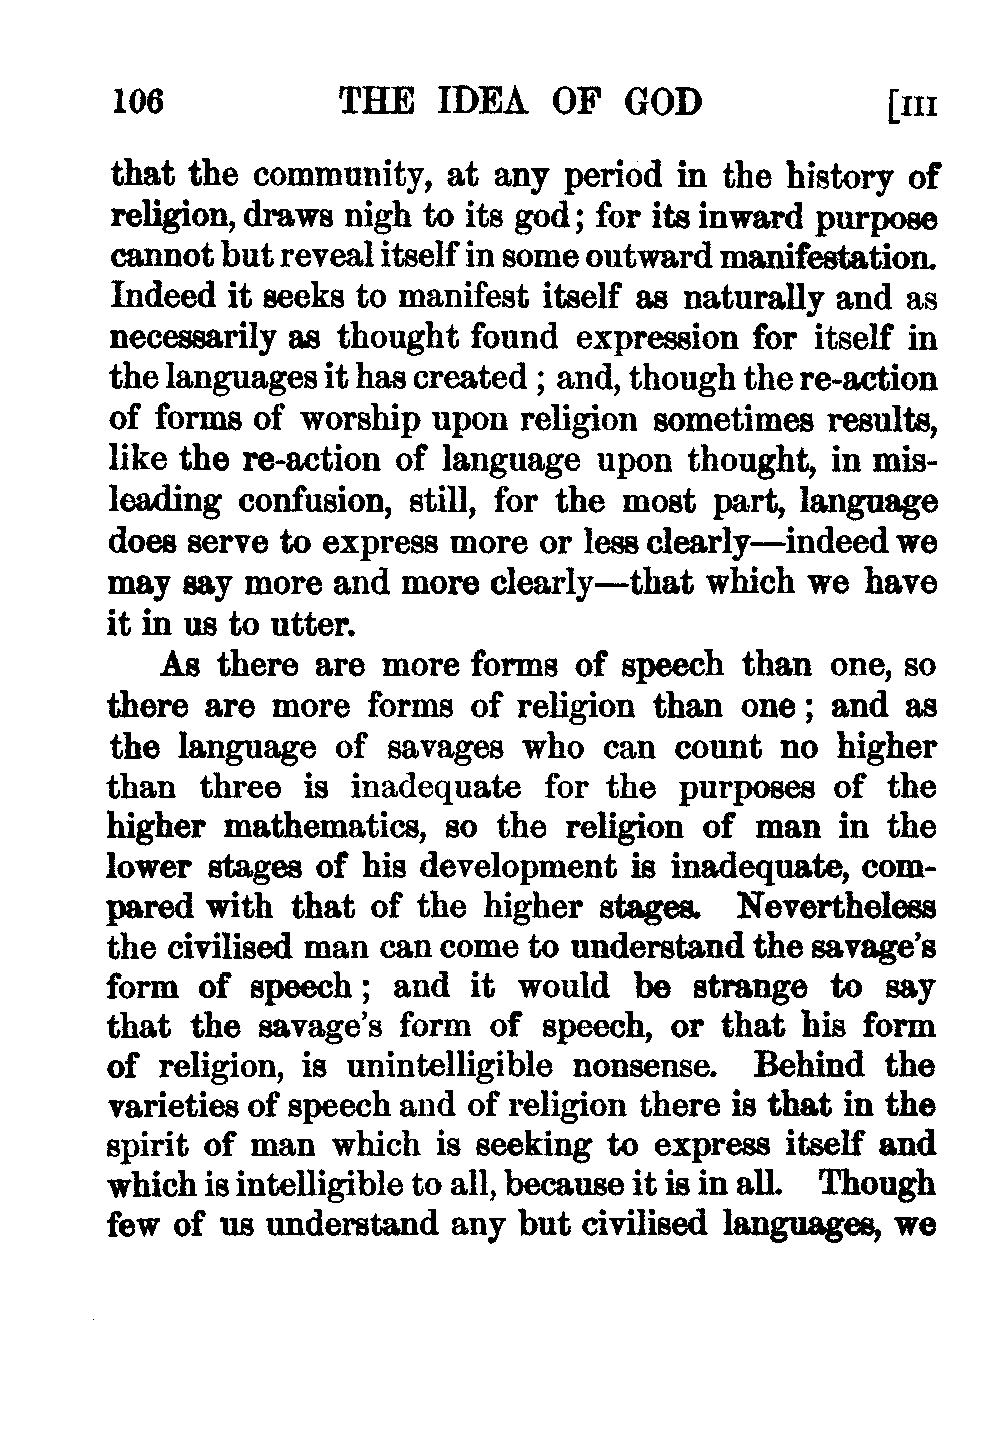 106 THE IDEA OF GOD [III
that the community, at any period in the history of
religion, draws nigh to its god; for its inward purpose
cannot but reveal itself in some outward manifestation.
Indeed it seeks to manifest itself as naturally and as
necessarily as thought found expression for itself in
the languages it has created ; and, though the re-action
of forms of worship upon religion sometimes results,
like the re-action of language upon thought, in mis-
leading confusion, still, for the most part, language
does serve to express more or less clearly—indeed we
may say more and more clearly—that which we have
it in us to utter.
As there are more forms of speech than one, so
there are more forms of religion than one ; and as
the language of savages who can count no higher
than three is inadequate for the purposes of the
higher mathematics, so the religion of man in the
lower stages of his development is inadequate, com-
pared with that of the higher stages. Nevertheless
the civilised man can come to understand the savage's
form of speech ; and it would be strange to say
that the savage's form of speech, or that his form
of religion, is unintelligible nonsense. Behind the
varieties of speech and of religion there is that in the
spirit of man which is seeking to express itself and
which is intelligible to all, because it is in all. Though
few of us understand any but civilised languages, we